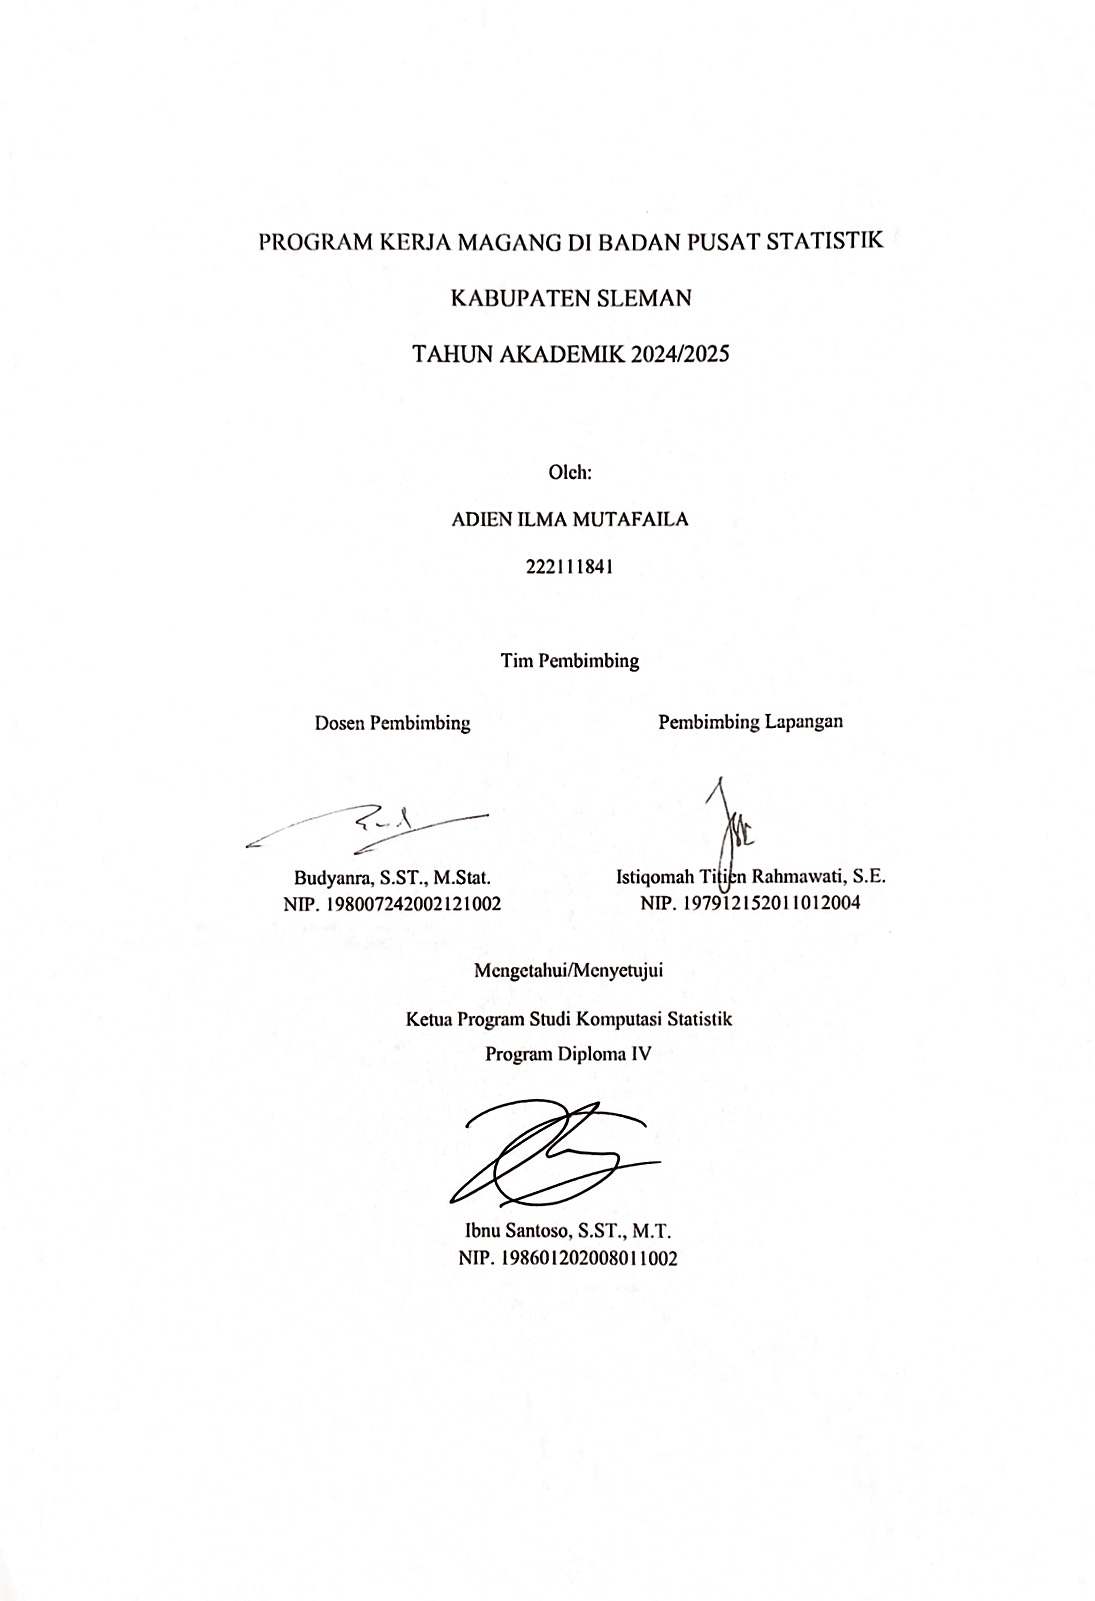 PROGRAM KERJA MAGANG DI BADAN PUSAT STATISTIK
KABUPATEN SLEMAN
TAHUN AKADEMIK 2024/2025
Oleh:
ADIEN ILMA MUTAFAILA
222111841
Tim Pembimbing
Dosen Pembimbing
Pembimbing Lapangan
Budyanra, S.ST., M.Stat.
NIP. 198007242002121002
Istiqomah Titien Rahmawati, S.E.
NIP. 197912152011012004
Mengetahui/Menyetujui
Ketua Program Studi Komputasi Statistik
Program Diploma IV
Ibnu Santoso, S.ST., M.T.
NIP. 198601202008011002